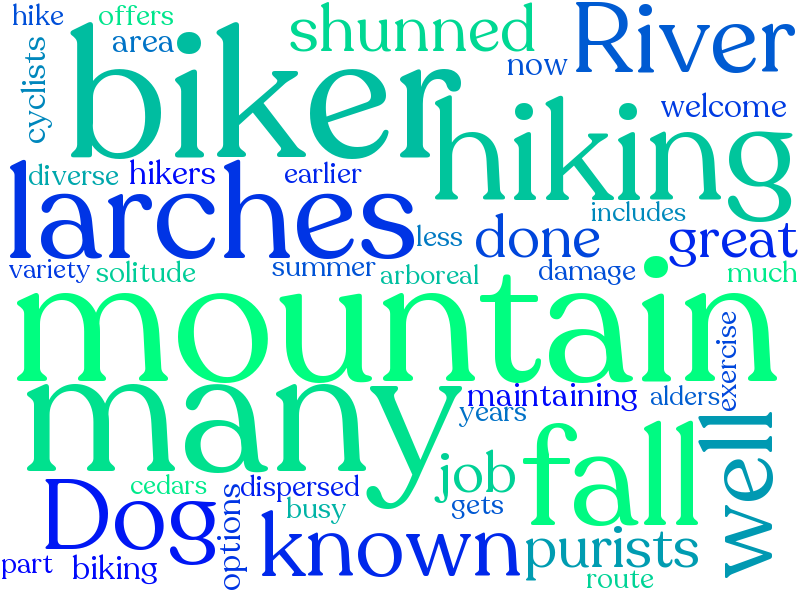 hike
offers
shunned
River
cyclists
area
biker
now
hiking
welcome
diverse
hikers
earlier
larches
includes
less
done
great
variety
solitude
summer
arboreal
damage
much
mountain
exercise
many
maintaining
alders
years
fall
well
job
cedars
options
dispersed
Dog
busy
gets
known
purists
part
biking
route